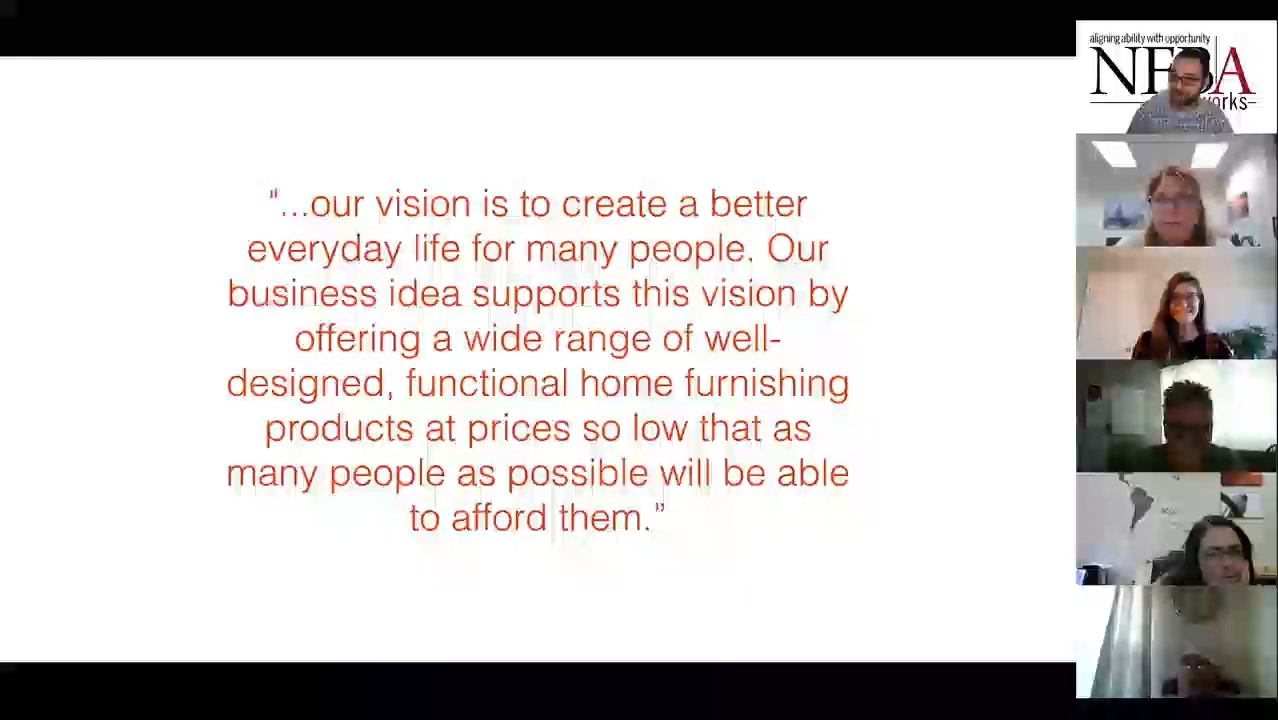 "...our vision is to create a better
everyday life for many people. Our
business idea supports this vision by
offering a wide range of well-
designed, functional home furnishing
products at prices so low that as
many people as possible will be able
to afford them.”
aligning ability with opportunity